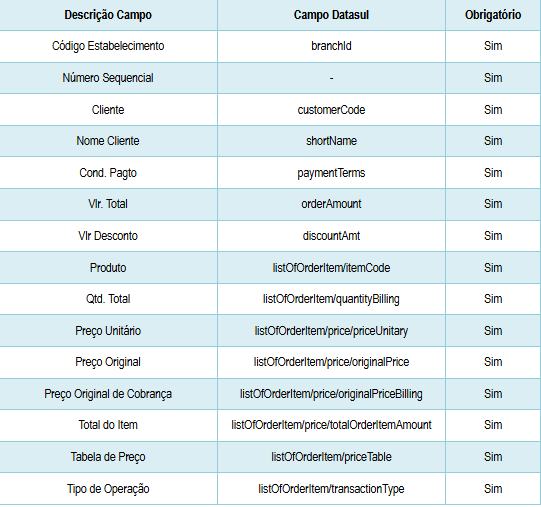 Descrição Campo Campo Datasul Obrigatório
Código Estabelecimento branchId Sim
Número Sequencial - Sim
Cliente customerCode Sim
Nome Cliente shortName Sim
Cond. Pagto paymentTerms Sim
Vlr. Total orderAmount Sim
Vlr Desconto discountAmt Sim
Produto listOfOrderItem/itemCode Sim
Qtd. Total listOfOrderItem/quantityBilling Sim
Preço Unitário listOfOrderItem/price/priceUnitary Sim
Preço Original listOfOrderItem/price/originalPrice Sim
Preço Original de Cobrança listOfOrderItem/price/originalPriceBilling Sim
Total do Item listOfOrderItem/price/totalOrderItemAmount Sim
Tabela de Preço listOfOrderItem/priceTable Sim
Tipo de Operação listOfOrderItem/transactionType Sim